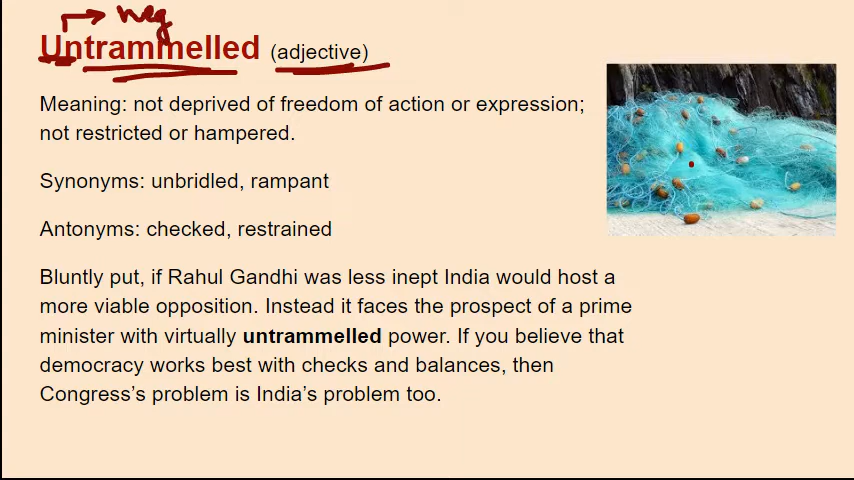 neg
Untrammelled (adjective)
Meaning: not deprived of freedom of action or expression;
not restricted or hampered.
Synonyms: unbridled, rampant
Antonyms: checked, restrained
Bluntly put, if Rahul Gandhi was less inept India would host a
more viable opposition. Instead it faces the prospect of a prime
minister with virtually untrammelled power. If you believe that
democracy works best with checks and balances, then
Congress’s problem is India’s problem too.